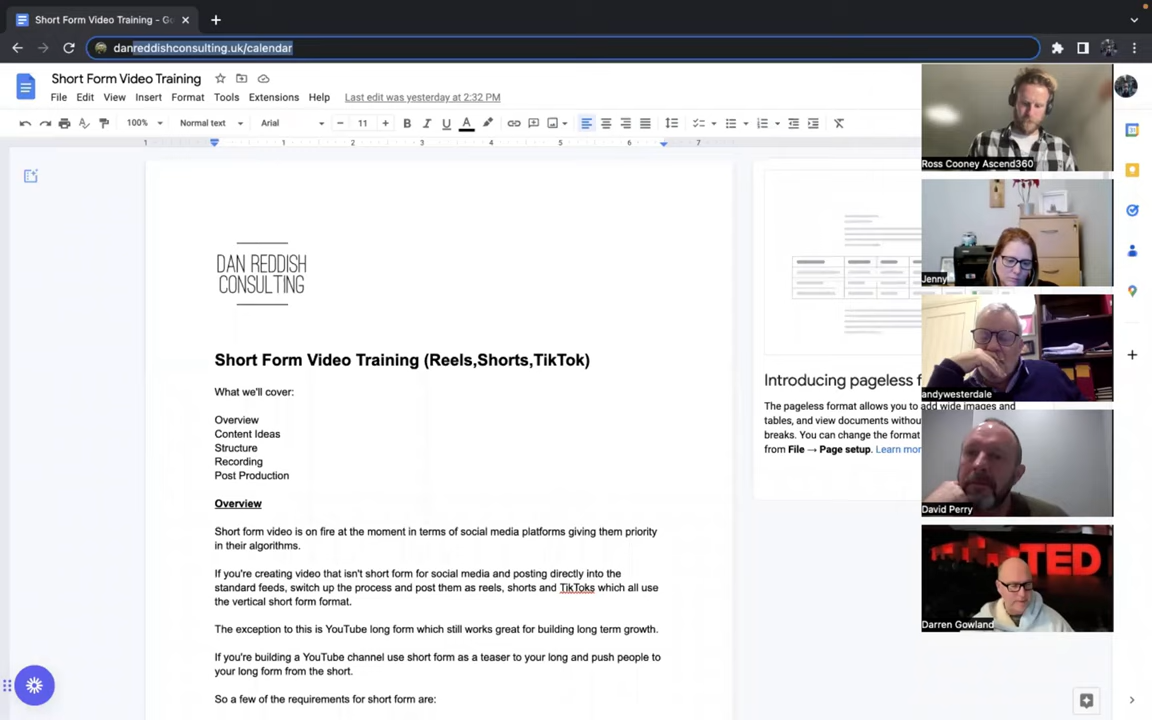 Short Form Video Training - Go
danreddishconsulting.uk/calendar
Short Form Video Training
File Edit View Insert Format Tools Extensions Help Last edit was yesterday at 2:32 PM
100% Normal text Arial 11
1 1 2 3 4 5 6 7
DAN REDDISH
CONSULTING
Short Form Video Training (Reels,Shorts,TikTok)
What we'll cover:
Overview
Content Ideas
Structure
Recording
Post Production
Overview
Short form video is on fire at the moment in terms of social media platforms giving them priority
in their algorithms.
If you're creating video that isn't short form for social media and posting directly into the
standard feeds, switch up the process and post them as reels, shorts and TikToks which all use
the vertical short form format.
The exception to this is YouTube long form which still works great for building long term growth.
If you're building a YouTube channel use short form as a teaser to your long and push people to
your long form from the short.
So a few of the requirements for short form are:
Introducing pageless f
The pageless format allows you to add wide images and
tables, and view documents withou
breaks. You can change the format
from File → Page setup. Learn mor
Ross Cooney Ascend360
Jenny
andywesterdale
David Perry
TED
Darren Gowland